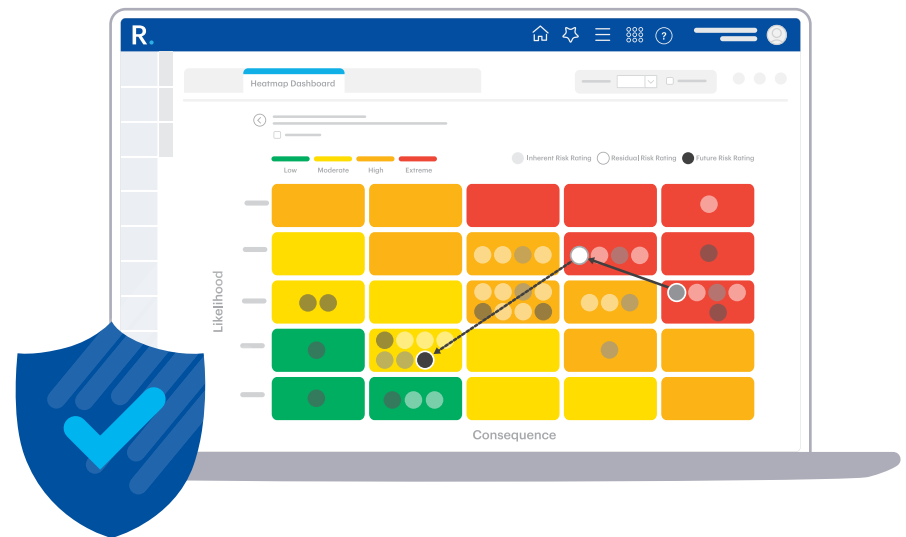 R.
?
Heatmap Dashboard
Low Moderate High Extreme
Inherent Risk Rating Residual Risk Rating Future Risk Rating
Likelihood
Consequence